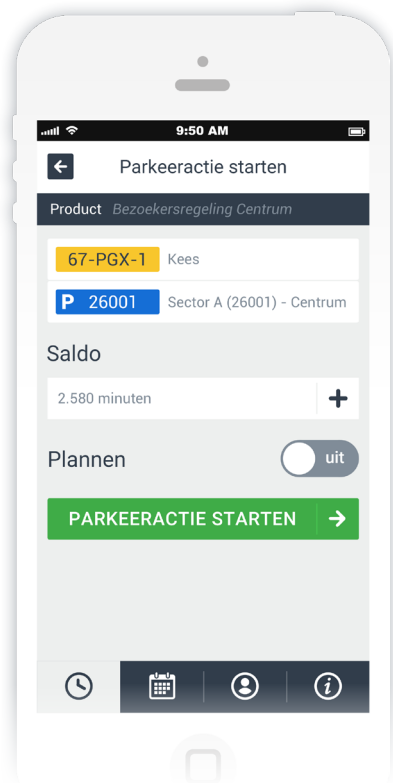 9:50 AM
Parkeeractie starten
Product Bezoekersregeling Centrum
67-PGX-1 Kees
P 26001 Sector A (26001) - Centrum
Saldo
2.580 minuten
Plannen uit
PARKEERACTIE STARTEN